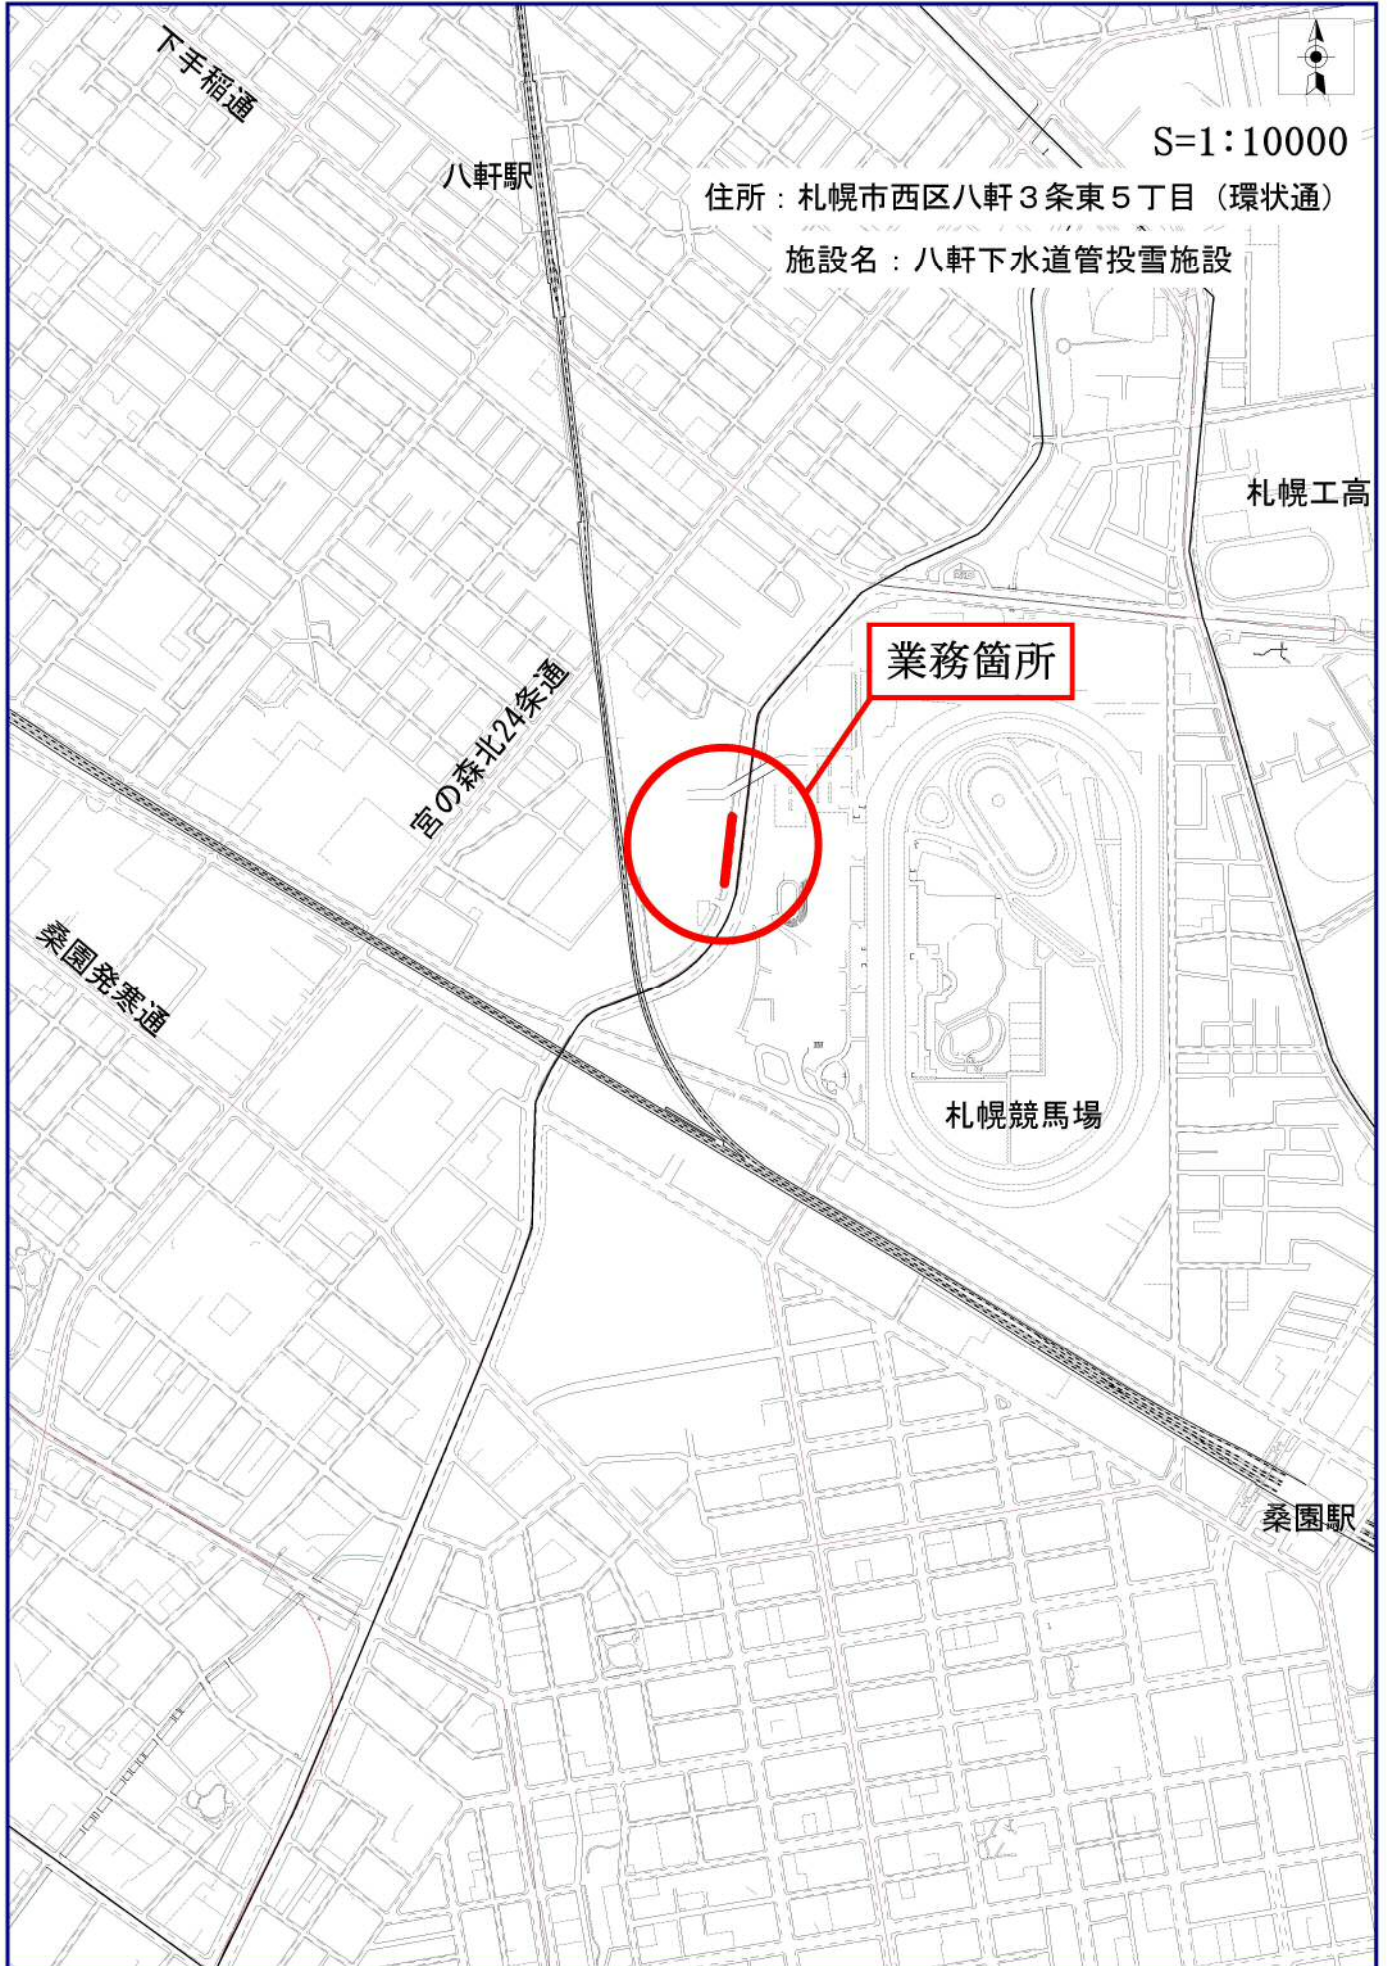 下手稲通
八軒駅
S=1:10000
住所：札幌市西区八軒３条東５丁目（環状通）
施設名：八軒下水道管投雪施設
札幌工高
業務箇所
宮の森北24条通
桑園発寒通
札幌競馬場
桑園駅